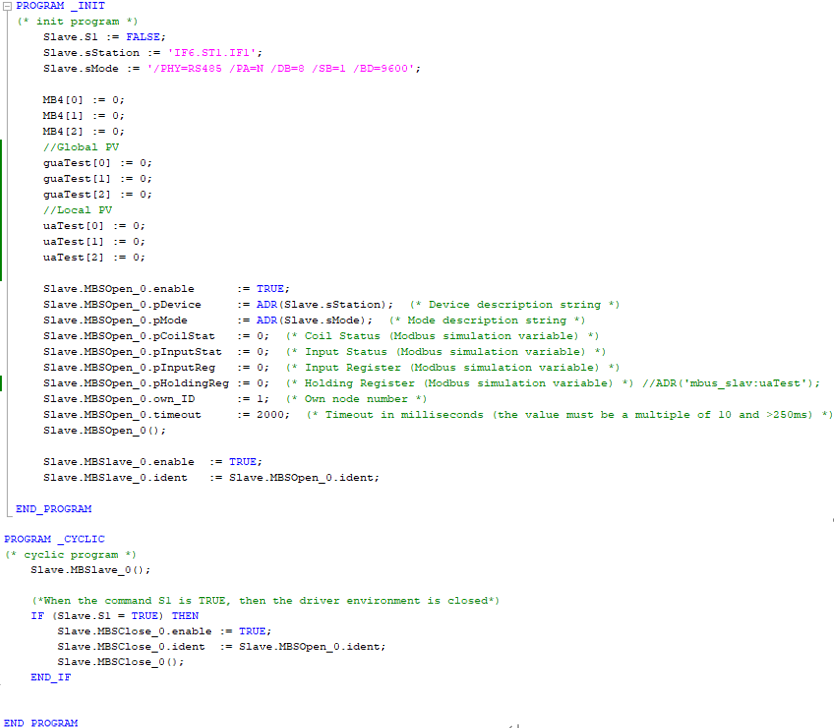 PROGRAM _INIT
(* init program *)
Slave.S1 := FALSE;
Slave.sStation := 'IF6.ST1.IF1';
Slave.sMode := '/PHY=RS485 /PA=N /DB=8 /SB=1 /BD=9600';
MB4[0] := 0;
MB4[1] := 0;
MB4[2] := 0;
//Global PV
guaTest[0] := 0;
guaTest[1] := 0;
guaTest[2] := 0;
//Local PV
uaTest[0] := 0;
uaTest[1] := 0;
uaTest[2] := 0;
Slave.MBSOpen_0.enable := TRUE;
Slave.MBSOpen_0.pDevice := ADR(Slave.sStation); (* Device description string *)
Slave.MBSOpen_0.pMode := ADR(Slave.sMode); (* Mode description string *)
Slave.MBSOpen_0.pCoilStat := 0; (* Coil Status (Modbus simulation variable) *)
Slave.MBSOpen_0.pInputStat := 0; (* Input Status (Modbus simulation variable) *)
Slave.MBSOpen_0.pInputReg := 0; (* Input Register (Modbus simulation variable) *)
Slave.MBSOpen_0.pHoldingReg := 0; (* Holding Register (Modbus simulation variable) *) //ADR('mbus_slav:uaTest');
Slave.MBSOpen_0.own_ID := 1; (* Own node number *)
Slave.MBSOpen_0.timeout := 2000; (* Timeout in milliseconds (the value must be a multiple of 10 and >250ms) *)
Slave.MBSOpen_0();
Slave.MBSlave_0.enable := TRUE;
Slave.MBSlave_0.ident := Slave.MBSOpen_0.ident;
END_PROGRAM
PROGRAM _CYCLIC
(* cyclic program *)
Slave.MBSlave_0();
(*When the command S1 is TRUE, then the driver environment is closed*)
IF (Slave.S1 = TRUE) THEN
Slave.MBSClose_0.enable := TRUE;
Slave.MBSClose_0.ident := Slave.MBSOpen_0.ident;
Slave.MBSClose_0();
END_IF
END_PROGRAM